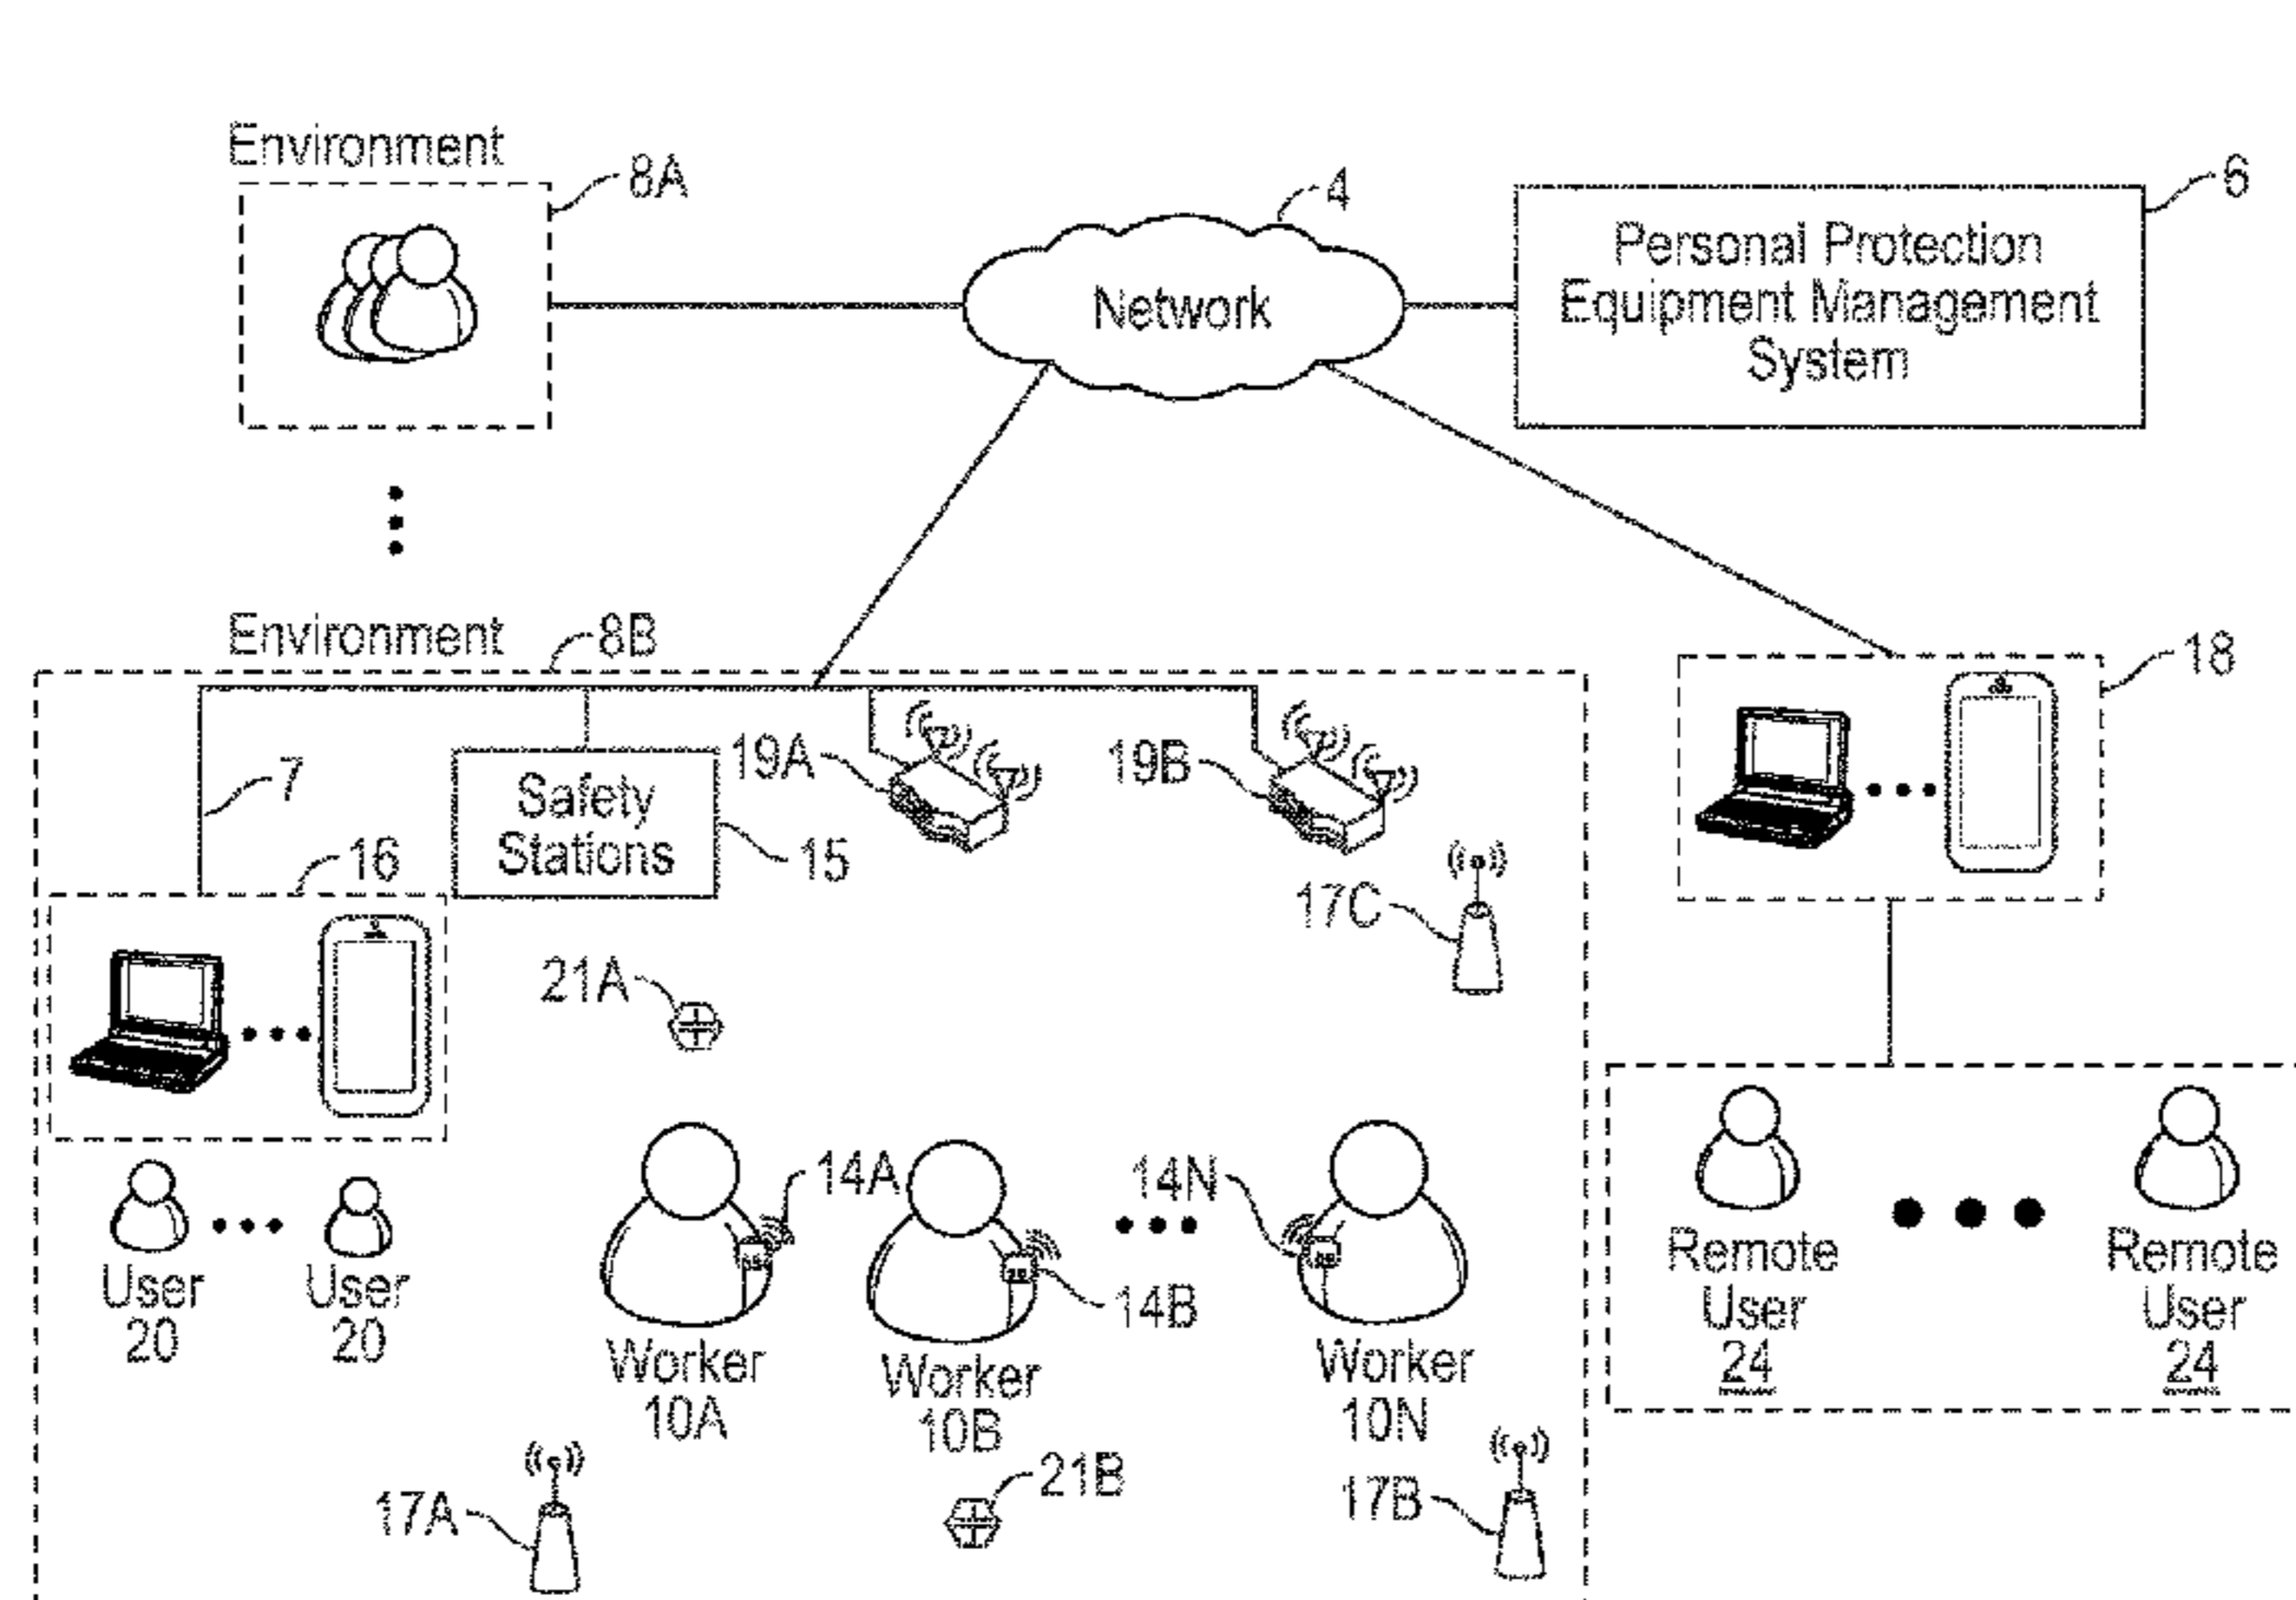 Environment
8A
4
6
Network
Personal Protection
Equipment Management
System
Environment
8B
18
7
Safety
Stations
15
19A
19B
16
17C
21A
14A
14N
14B
User
20
User
20
Worker
10A
Worker
10B
Worker
10N
Remote
User
24
Remote
User
24
17A
21B
17B